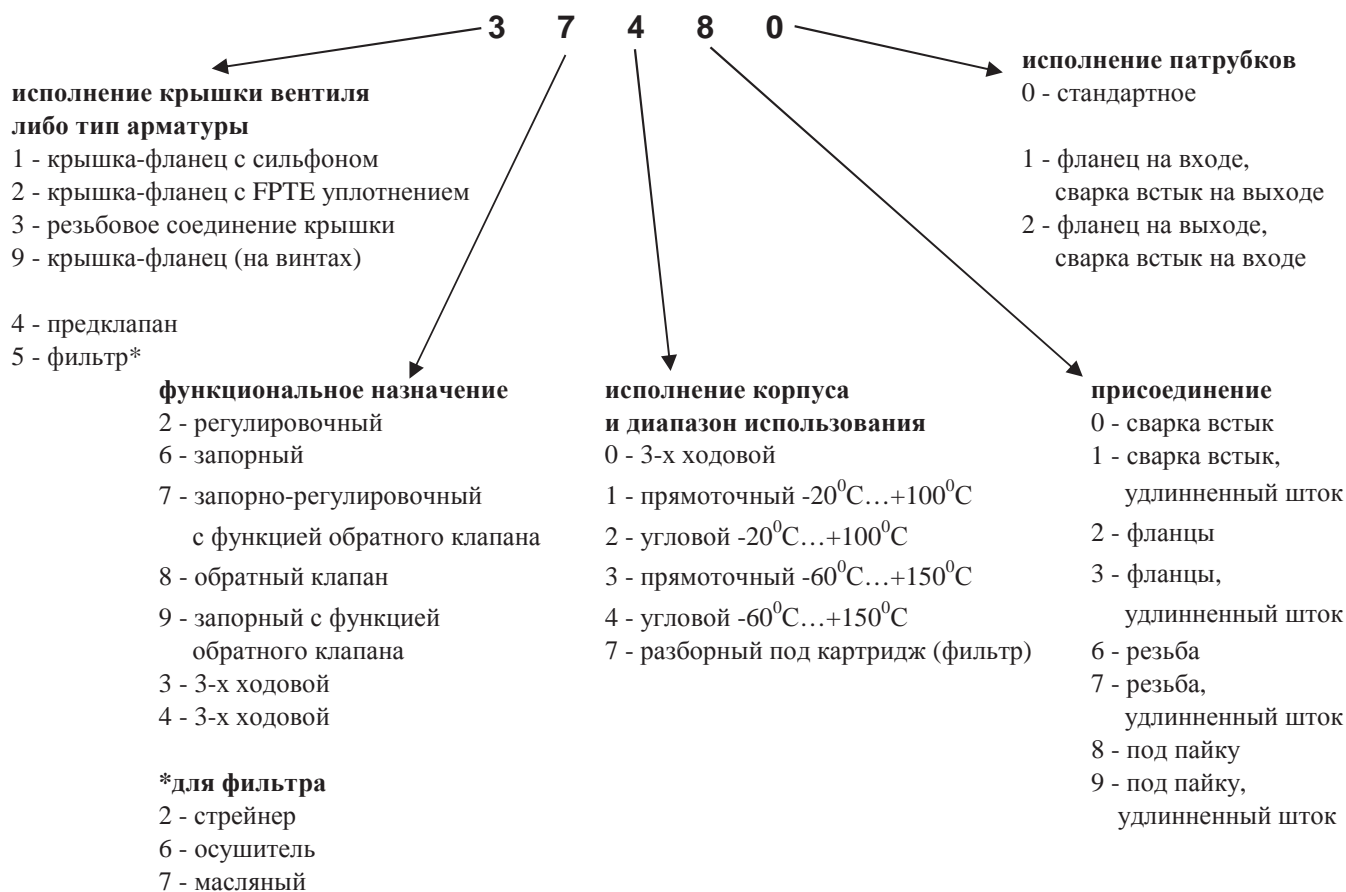 3 7 4 8 0
исполнение крышки вентиля
либо тип арматуры
1 - крышка-фланец с сильфоном
2 - крышка-фланец с FPTE уплотнением
3 - резьбовое соединение крышки
9 - крышка-фланец (на винтах)
4 - предклапан
5 - фильтр*
функциональное назначение
2 - регулировочный
6 - запорный
7 - запорно-регулировочный
с функцией обратного клапана
8 - обратный клапан
9 - запорный с функцией
обратного клапана
3 - 3-х ходовой
4 - 3-х ходовой
*для фильтра
2 - стрейнер
6 - осушитель
7 - масляный
исполнение корпуса
и диапазон использования
0 - 3-х ходовой
1 - прямоточный -20⁰C…+100⁰C
2 - угловой -20⁰C…+100⁰C
3 - прямоточный -60⁰C…+150⁰C
4 - угловой -60⁰C…+150⁰C
7 - разборный под картридж (фильтр)
присоединение
0 - сварка встык
1 - сварка встык,
удлинненный шток
2 - фланцы
3 - фланцы,
удлинненный шток
6 - резьба
7 - резьба,
удлинненный шток
8 - под пайку
9 - под пайку,
удлинненный шток
исполнение патрубков
0 - стандартное
1 - фланец на входе,
сварка встык на выходе
2 - фланец на выходе,
сварка встык на входе